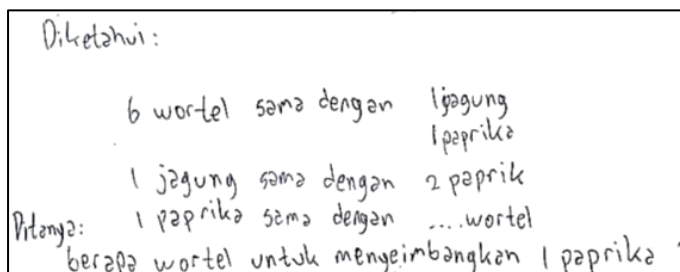 Diketahui:
6 wortel sama dengan 1 jagung
1 paprika
1 jagung sama dengan 2 paprik
Ditanya: 1 paprika sama dengan ....wortel
berapa wortel untuk mengeimbangkan 1 paprika ?